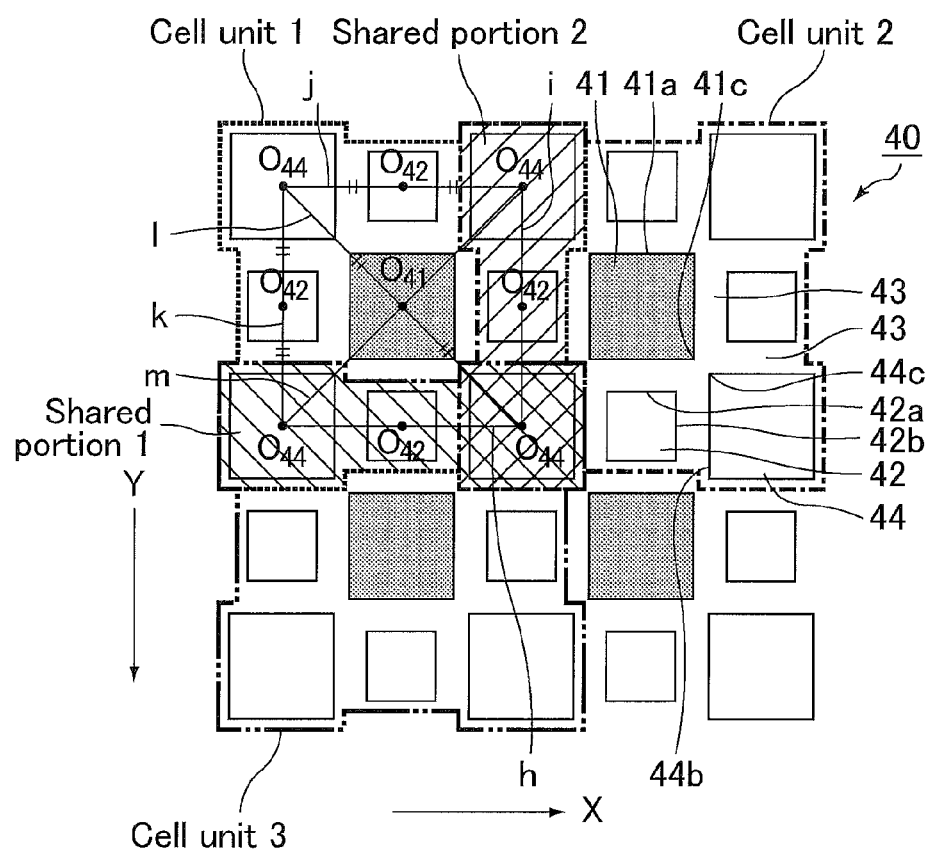 Cell unit 1 Shared portion 2 Cell unit 2
j i 41 41a 41c
40
O44 O42 O44
l
O41
O42 O42 43
k
43
m 44c
Shared portion 1 42a
O44 O42 O44 42b
Y 42
44
h 44b
X
Cell unit 3